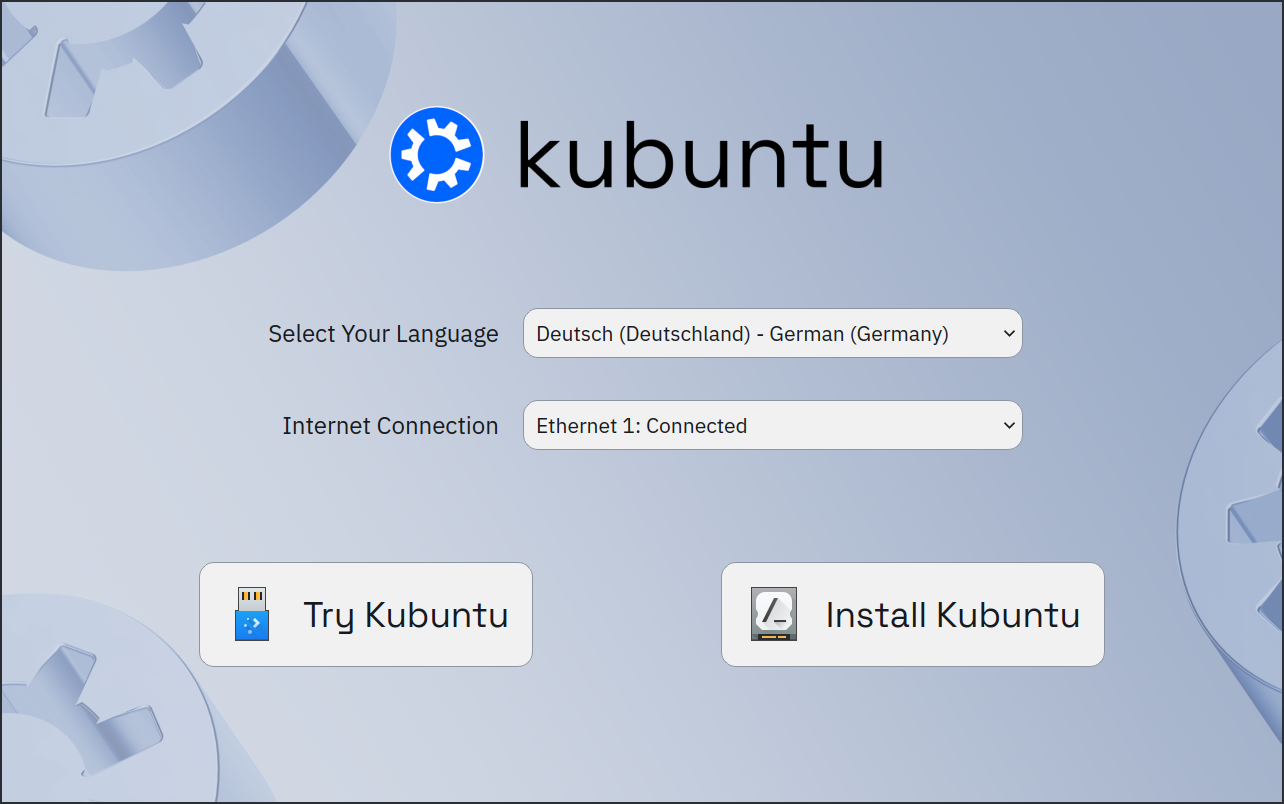 kubuntu
Select Your Language
Deutsch (Deutschland) - German (Germany)
Internet Connection
Ethernet 1: Connected
Try Kubuntu
Install Kubuntu